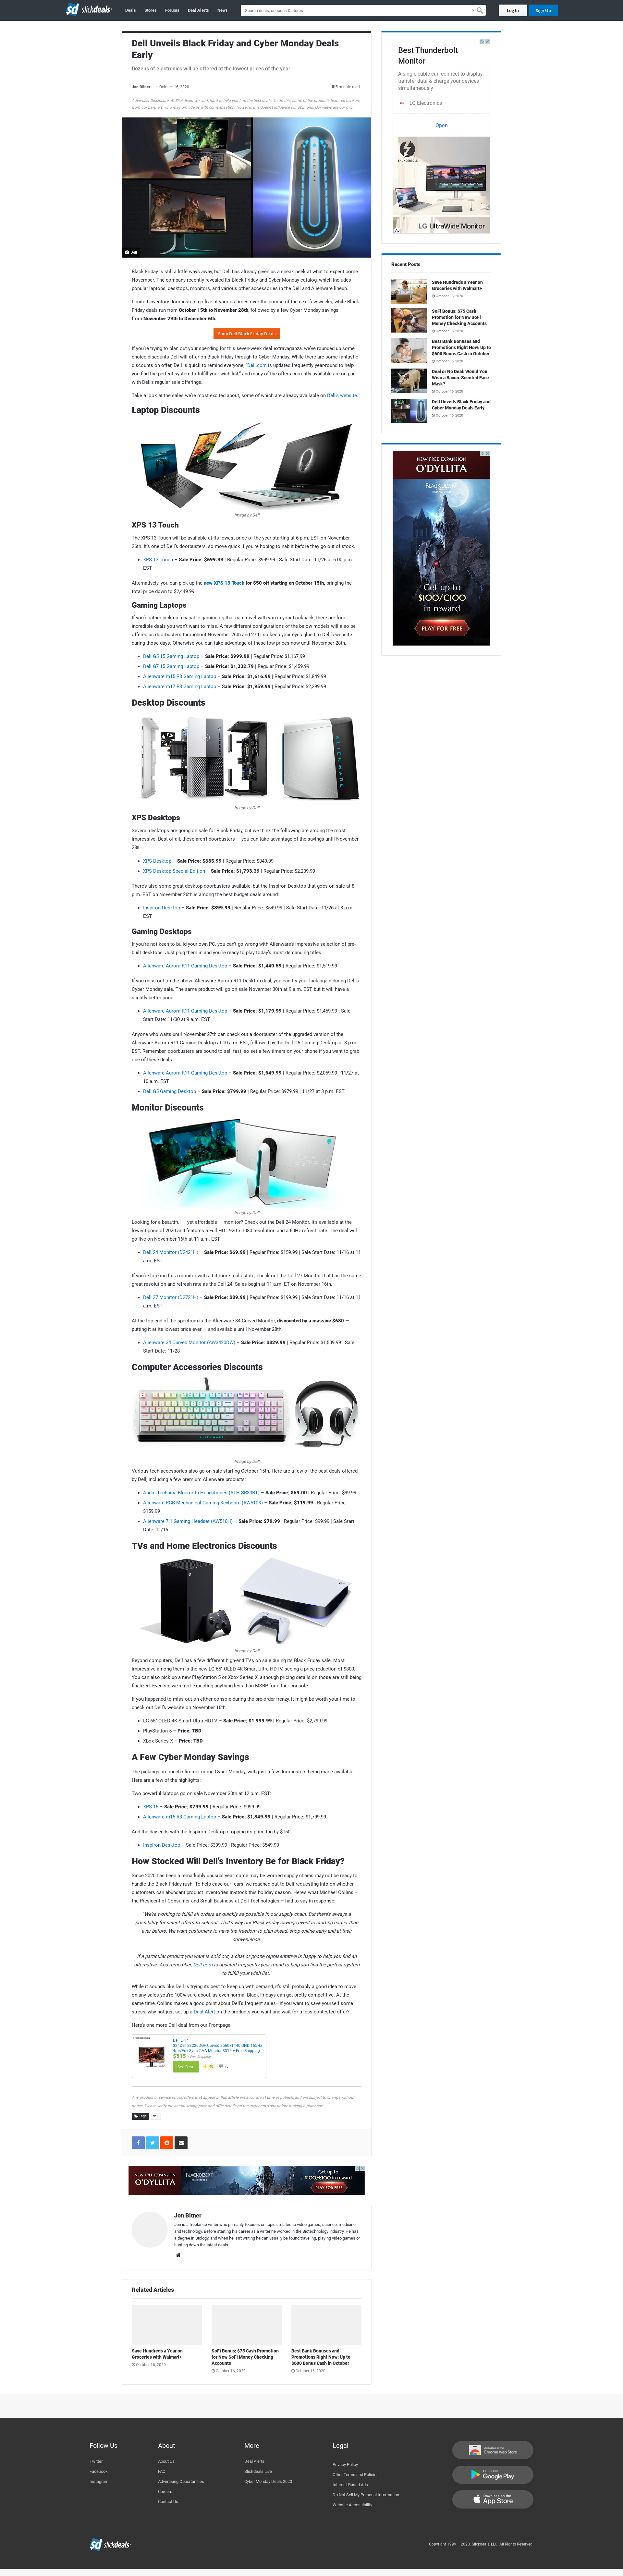 slickdeals
Deals Stores Forums Deal Alerts News
Search deals, coupons & stores
Log In Sign Up
Dell Unveils Black Friday and Cyber Monday Deals
Early
Dozens of electronics will be offered at the lowest prices of the year.
Jon Bitner October 16, 2020 5 minute read
Dell
Black Friday is still a little ways away, but Dell has already given us a sneak peek at what to expect come
November. The company recently revealed its Black Friday and Cyber Monday catalog, which includes
popular desktops, laptops, monitors, and various other accessories in the Dell and Alienware lineup.
Limited inventory doorbusters go live at various times over the course of the next few weeks, while Black
Friday deals run from October 15th to November 28th, followed by a few Cyber Monday savings
from November 29th to December 6th.
Shop Dell Black Friday Deals
If you're trying to plan out your spending for this seven-week deal extravaganza, we've rounded up some
doorbusters Dell will offer on Black Friday through to Cyber Monday. While these are some fantastic
discounts, Dell is quick to remind everyone, "Dell.com is updated frequently year-round to help you find
the perfect system to fulfill your wish list," and many of the offers currently available now are on par
with Dell's regular sale offerings.
Take a look at the sales we're most excited about, some of which are already available on Dell's website.
Laptop Discounts
Image by Dell
XPS 13 Touch
The XPS 13 Touch will be available at its lowest price of the year starting at 6 p.m. EST on November
26th. It's one of Dell's doorbusters, so move quick if you're hoping to nab it before they go out of stock.
• XPS 13 Touch – Sale Price: $699.99 | Regular Price: $999.99 | Sale Start Date: 11/26 at 6:00 p.m.
EST
Alternatively, you can pick up the new XPS 13 Touch for $50 off starting on October 15th, bringing the
total price down to $2,449.99.
Gaming Laptops
If you'd rather pick up a capable gaming rig that can travel with you in your backpack, there are four
incredible deals you won't want to miss. A few different configurations of the below models will also be
offered as doorbusters throughout November 26th and 27th, so keep you eyes glued to Dell's website
during those days. Otherwise you can take advantage of these low prices from now until November 28th.
• Dell G5 15 Gaming Laptop – Sale Price: $999.99 | Regular Price: $1,167.99
• Dell G7 15 Gaming Laptop – Sale Price: $1,332.79 | Regular Price: $1,459.99
• Alienware m15 R3 Gaming Laptop – Sale Price: $1,616.99 | Regular Price: $1,849.99
• Alienware m17 R3 Gaming Laptop – Sale Price: $1,959.99 | Regular Price: $2,299.99
Desktop Discounts
ALIENWARE
Image by Dell
XPS Desktops
Several desktops are going on sale for Black Friday, but we think the following are among the most
impressive. Best of all, these aren't doorbusters — you can take advantage of the savings now until November
28th.
• XPS Desktop – Sale Price: $685.99 | Regular Price: $849.99
• XPS Desktop Special Edition – Sale Price: $1,793.39 | Regular Price: $2,209.99
There's also some great desktop doorbusters available, but the Inspiron Desktop that goes on sale at 8
p.m. EST on November 26th is among the best budget deals around:
• Inspiron Desktop – Sale Price: $399.99 | Regular Price: $549.99 | Sale Start Date: 11/26 at 8 p.m.
EST
Gaming Desktops
If you're not keen to build your own PC, you can't go wrong Alienware's impressive selection of pre-
built desktops. Just plug them in and you're ready to play today's most demanding titles.
• Alienware Aurora R11 Gaming Desktop – Sale Price: $1,440.59 | Regular Price: $1,519.99
If you miss out on the above Alienware Aurora R11 Desktop deal, you can try your luck again during Dell's
Cyber Monday sale. The same product will go on sale November 30th at 9 a.m. EST, but it will have a
slightly better price:
• Alienware Aurora R11 Gaming Desktop – Sale Price: $1,179.99 | Regular Price: $1,459.99 | Sale
Start Date: 11/30 at 9 a.m. EST
Anyone who waits until November 27th can check out a doorbuster of the upgraded version of the
Alienware Aurora R11 Gaming Desktop at 10 a.m. EST, followed by the Dell G5 Gaming Desktop at 3 p.m.
EST. Remember, doorbusters are bound to sell fast, so set a few timers on your phone if you want to grab
one of these deals.
• Alienware Aurora R11 Gaming Desktop – Sale Price: $1,649.99 | Regular Price: $2,059.99 | 11/27 at
10 a.m. EST
• Dell G5 Gaming Desktop – Sale Price: $799.99 | Regular Price: $979.99 | 11/27 at 3 p.m. EST
Monitor Discounts
Image by Dell
Looking for a beautiful — yet affordable — monitor? Check out the Dell 24 Monitor. It's available at the
lowest price of 2020 and features a Full HD 1920 x 1080 resolution and a 60Hz refresh rate. The deal will
go live on November 16th at 11 a.m. EST.
• Dell 24 Monitor (D2421H) – Sale Price: $69.99 | Regular Price: $159.99 | Sale Start Date: 11/16 at 11
a.m. EST
If you're looking for a monitor with a bit more real estate, check out the Dell 27 Monitor that has the same
great resolution and refresh rate as the Dell 24. Sales begin at 11 a.m. ET on November 16th.
• Dell 27 Monitor (D2721H) – Sale Price: $89.99 | Regular Price: $199.99 | Sale Start Date: 11/16 at 11
a.m. EST
At the top end of the spectrum is the Alienware 34 Curved Monitor, discounted by a massive $680 —
putting it at its lowest price ever — and available until November 28th.
• Alienware 34 Curved Monitor (AW3420DW) – Sale Price: $829.99 | Regular Price: $1,509.99 | Sale
Start Date: 11/28
Computer Accessories Discounts
ALIENWARE
Image by Dell
Various tech accessories also go on sale starting October 15th. Here are a few of the best deals offered
by Dell, including a few premium Alienware products:
• Audio Technica Bluetooth Headphones (ATH-SR30BT) – Sale Price: $69.00 | Regular Price: $99.99
• Alienware RGB Mechanical Gaming Keyboard (AW510K) – Sale Price: $119.99 | Regular Price:
$159.99
• Alienware 7.1 Gaming Headset (AW510H) – Sale Price: $79.99 | Regular Price: $99.99 | Sale Start
Date: 11/16
TVs and Home Electronics Discounts
Image by Dell
Beyond computers, Dell has a few different high-end TVs on sale during its Black Friday sale. Most
impressive among them is the new LG 65" OLED 4K Smart Ultra HDTV, seeing a price reduction of $800.
You can also pick up a new PlayStation 5 or Xbox Series X, although pricing details on those are still being
finalized. Even so, we're not expecting anything less than MSRP for either console.
If you happened to miss out on either console during the pre-order frenzy, it might be worth your time to
check out Dell's website on November 16th.
• LG 65" OLED 4K Smart Ultra HDTV – Sale Price: $1,999.99 | Regular Price: $2,799.99
• PlayStation 5 – Price: TBD
• Xbox Series X – Price: TBD
A Few Cyber Monday Savings
The pickings are much slimmer come Cyber Monday, with just a few doorbusters being made available.
Here are a few of the highlights:
Two powerful laptops go on sale November 30th at 12 p.m. EST:
• XPS 15 – Sale Price: $799.99 | Regular Price: $999.99
• Alienware m15 R3 Gaming Laptop – Sale Price: $1,349.99 | Regular Price: $1,799.99
And the day ends with the Inspiron Desktop dropping its price tag by $150:
• Inspiron Desktop – Sale Price: $399.99 | Regular Price: $549.99
How Stocked Will Dell's Inventory Be for Black Friday?
Since 2020 has been a remarkably unusual year, some may be worried supply chains may not be ready to
handle the Black Friday rush. To help ease our fears, we reached out to Dell regarding info on whether
customers can expect abundant product inventories in-stock this holiday season. Here's what Michael Collins –
the President of Consumer and Small Business at Dell Technologies – had to say in response:
"We're working to fulfill all orders as quickly as possible in our supply chain. But there's always a
possibility for select offers to sell out. That's why our Black Friday Sneak event is starting earlier than
ever before. We want customers to have the freedom to plan ahead, shop online early and at their
convenience.
If a particular product you want is sold out, a chat or phone representative is happy to help you find an
alternative. And remember, Dell.com is updated frequently year-round to help you find the perfect system
to fulfill your wish list."
While it sounds like Dell is trying its best to keep up with demand, it's still probably a good idea to move
quickly. You can't be 100% sure about stock, as even normal Black Fridays can get pretty competitive. At the
same time, Collins makes a good point about Dell's frequent sales—if you want to save yourself some
stress, why not just set up a Deal Alert on the products you want and wait for lower prices to roll out?
Here's one more Dell deal from our Frontpage:
Dell EPP
32" Dell S3220DGF Curved 2560x1440 QHD 165Hz
4ms FreeSync 2 VA Monitor $315 + Free Shipping
$315 + Free Shipping
See Deal
Any product or service prices/offers that appear in this article are accurate at time of publish and are subject to change without
notice. Please verify the actual selling price and offer details on the merchant's site before making a purchase.
Tags dell
NEW FREE EXPANSION
O'DYLLITA
BLACK DESERT
Get up to
$100/€100
in reward
PLAY FOR FREE
Jon Bitner
Jon is a freelance writer who primarily focuses on topics related to video games, science, medicine
and technology. Before starting his career as a writer he worked in the Biotechnology industry. He has
a degree in Biology, and when he isn't writing he can usually be found gardening, playing video games or
hunting down the latest deals.
Related Articles
Save Hundreds a Year on
Groceries with Walmart+
October 16, 2020
SoFi Bonus: $75 Cash Promotion
for New SoFi Money Checking
Accounts
October 16, 2020
Best Bank Bonuses and
Promotions Right Now: Up to
$600 Bonus Cash in October
October 16, 2020
Best Thunderbolt
Monitor
A single cable can connect to display,
transfer data & charge your devices
simultaneously
LG Electronics
Open
THUNDERBOLT
LG UltraWide Monitor
Ad
Recent Posts
Save Hundreds a Year on
Groceries with Walmart+
October 16, 2020
SoFi Bonus: $75 Cash
Promotion for New SoFi
Money Checking Accounts
October 16, 2020
Best Bank Bonuses and
Promotions Right Now: Up to
$600 Bonus Cash in October
October 16, 2020
Deal or No Deal: Would You
Wear a Bacon-Scented Face
Mask?
October 16, 2020
Dell Unveils Black Friday and
Cyber Monday Deals Early
October 16, 2020
NEW FREE EXPANSION
O'DYLLITA
BLACK DESERT
Get up to
$100/€100
in reward
PLAY FOR FREE
Follow Us
Twitter
Facebook
Instagram
About
About Us
FAQ
Advertising Opportunities
Careers
Contact Us
More
Deal Alerts
Slickdeals Live
Cyber Monday Deals 2020
Legal
Privacy Policy
Other Terms and Policies
Interest-Based Ads
Do Not Sell My Personal Information
Website Accessibility
Available in the
Chrome Web Store
GET IT ON
Google Play
Download on the
App Store
slickdeals
Copyright 1999 – 2020. Slickdeals, LLC. All Rights Reserved.